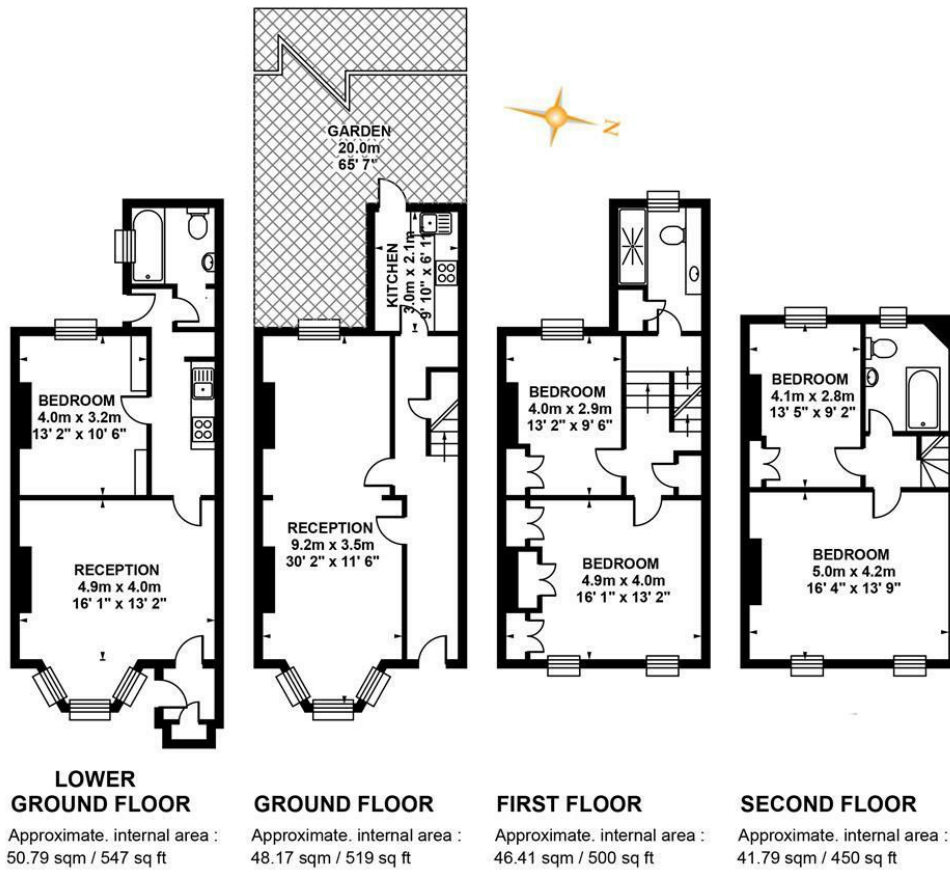 GARDEN
20.0m
65' 7"
N
KITCHEN
3.0m x 2.1m
9' 10" x 6' 11"
BEDROOM
4.0m x 3.2m
13' 2" x 10' 6"
RECEPTION
4.9m x 4.0m
16' 1" x 13' 2"
RECEPTION
9.2m x 3.5m
30' 2" x 11' 6"
BEDROOM
4.0m x 2.9m
13' 2" x 9' 6"
BEDROOM
4.9m x 4.0m
16' 1" x 13' 2"
BEDROOM
4.1m x 2.8m
13' 5" x 9' 2"
BEDROOM
5.0m x 4.2m
16' 4" x 13' 9"
LOWER
GROUND FLOOR
Approximate. internal area :
50.79 sqm / 547 sq ft
GROUND FLOOR
Approximate. internal area :
48.17 sqm / 519 sq ft
FIRST FLOOR
Approximate. internal area :
46.41 sqm / 500 sq ft
SECOND FLOOR
Approximate. internal area :
41.79 sqm / 450 sq ft